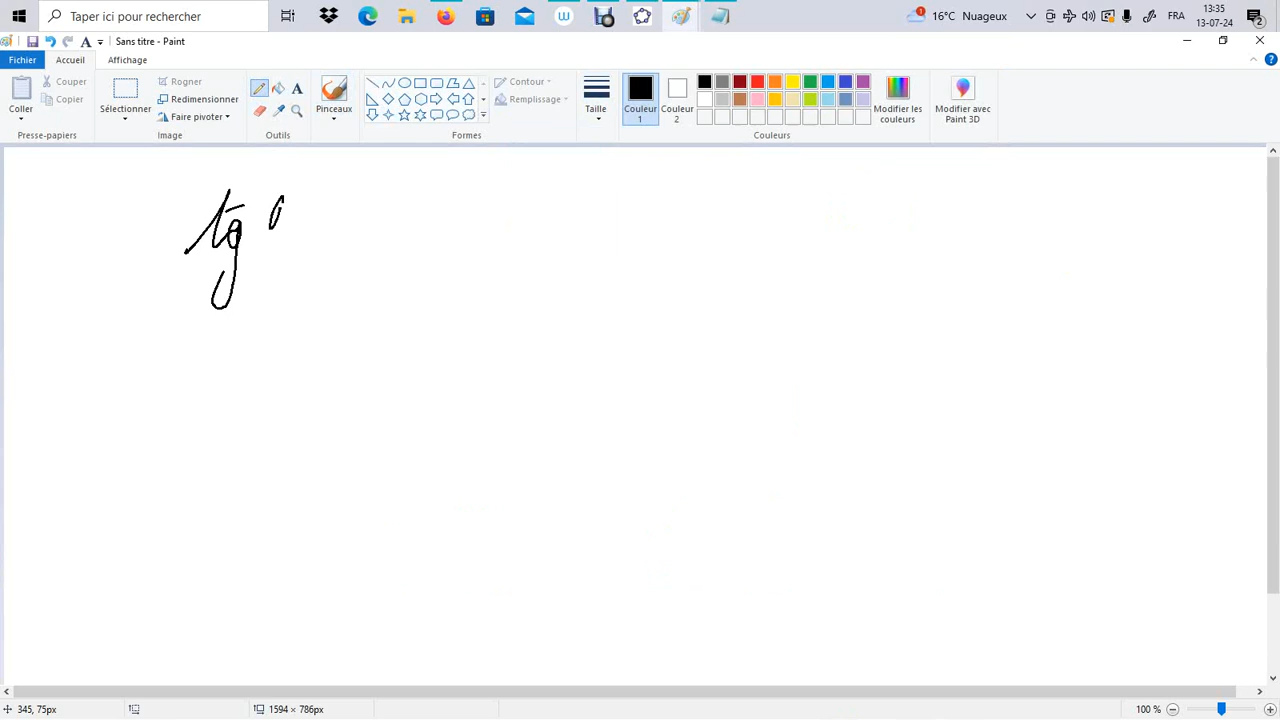 Taper ici pour rechercher
16°C Nuageux
FRA
13:35
13-07-24
2
Sans titre - Paint
Fichier Accueil Affichage
Coller
Couper
Copier
Presse-papiers
Sélectionner
Rogner
Redimensionner
Faire pivoter
Image
Outils
Pinceaux
Contour
Remplissage
Formes
Taille
Couleur 1
Couleur 2
Couleurs
Modifier les couleurs
Modifier avec Paint 3D
tg
345, 75px
1594 × 786px
100 %